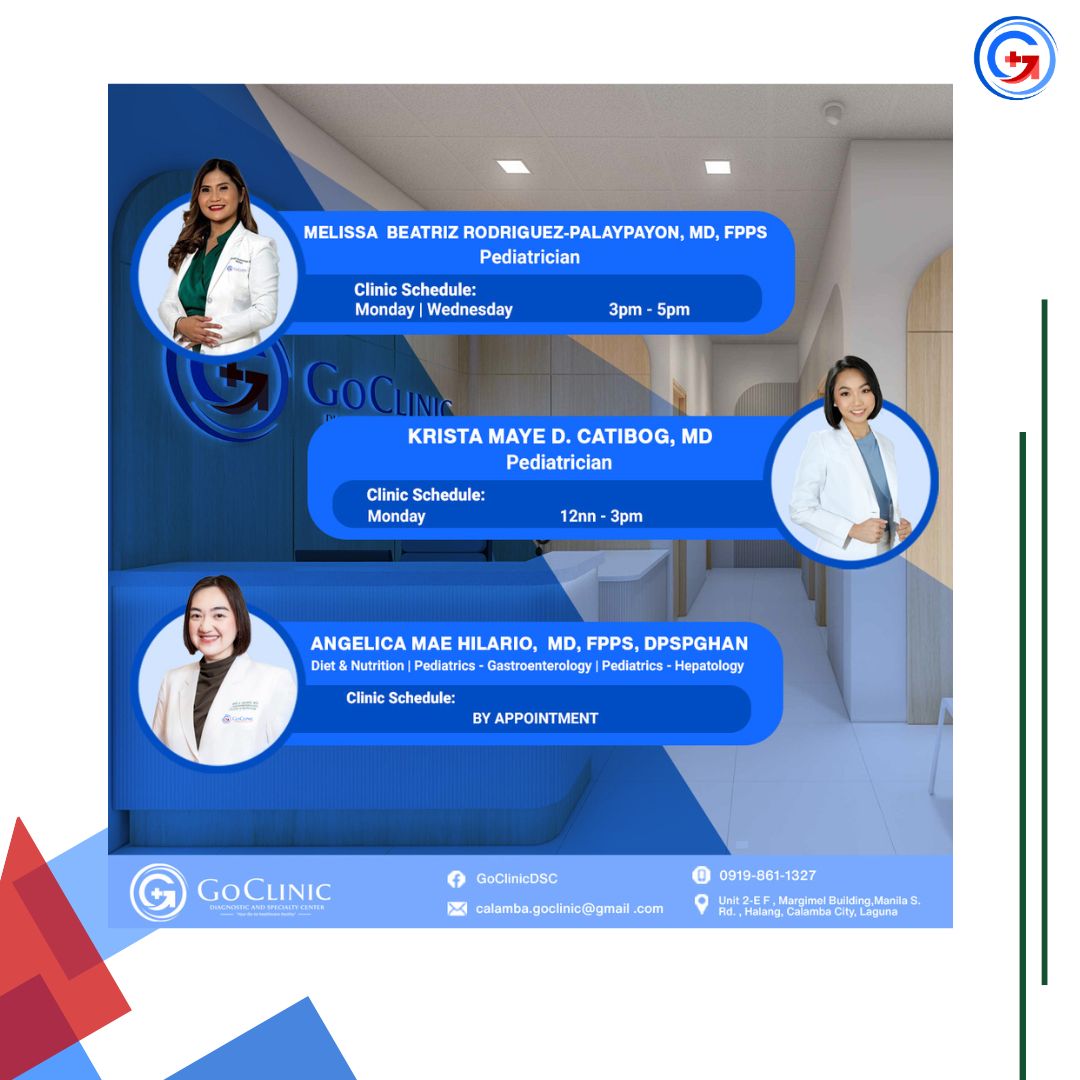 MELISSA BEATRIZ RODRIGUEZ-PALAYPAYON, MD, FPPS
Pediatrician
Clinic Schedule:
Monday | Wednesday 3pm - 5pm
GOCLINIC
KRISTA MAYE D. CATIBOG, MD
Pediatrician
Clinic Schedule:
Monday 12nn - 3pm
ANGELICA MAE HILARIO, MD, FPPS, DPSPGHAN
Diet & Nutrition | Pediatrics - Gastroenterology | Pediatrics - Hepatology
Clinic Schedule:
BY APPOINTMENT
GOCLINIC
DIAGNOSTIC AND SPECIALTY CENTER
GoClinicDSC
calamba.goclinic@gmail .com
0919-861-1327
Unit 2-E F , Margimel Building,Manila S.
Rd. , Halang, Calamba City, Laguna